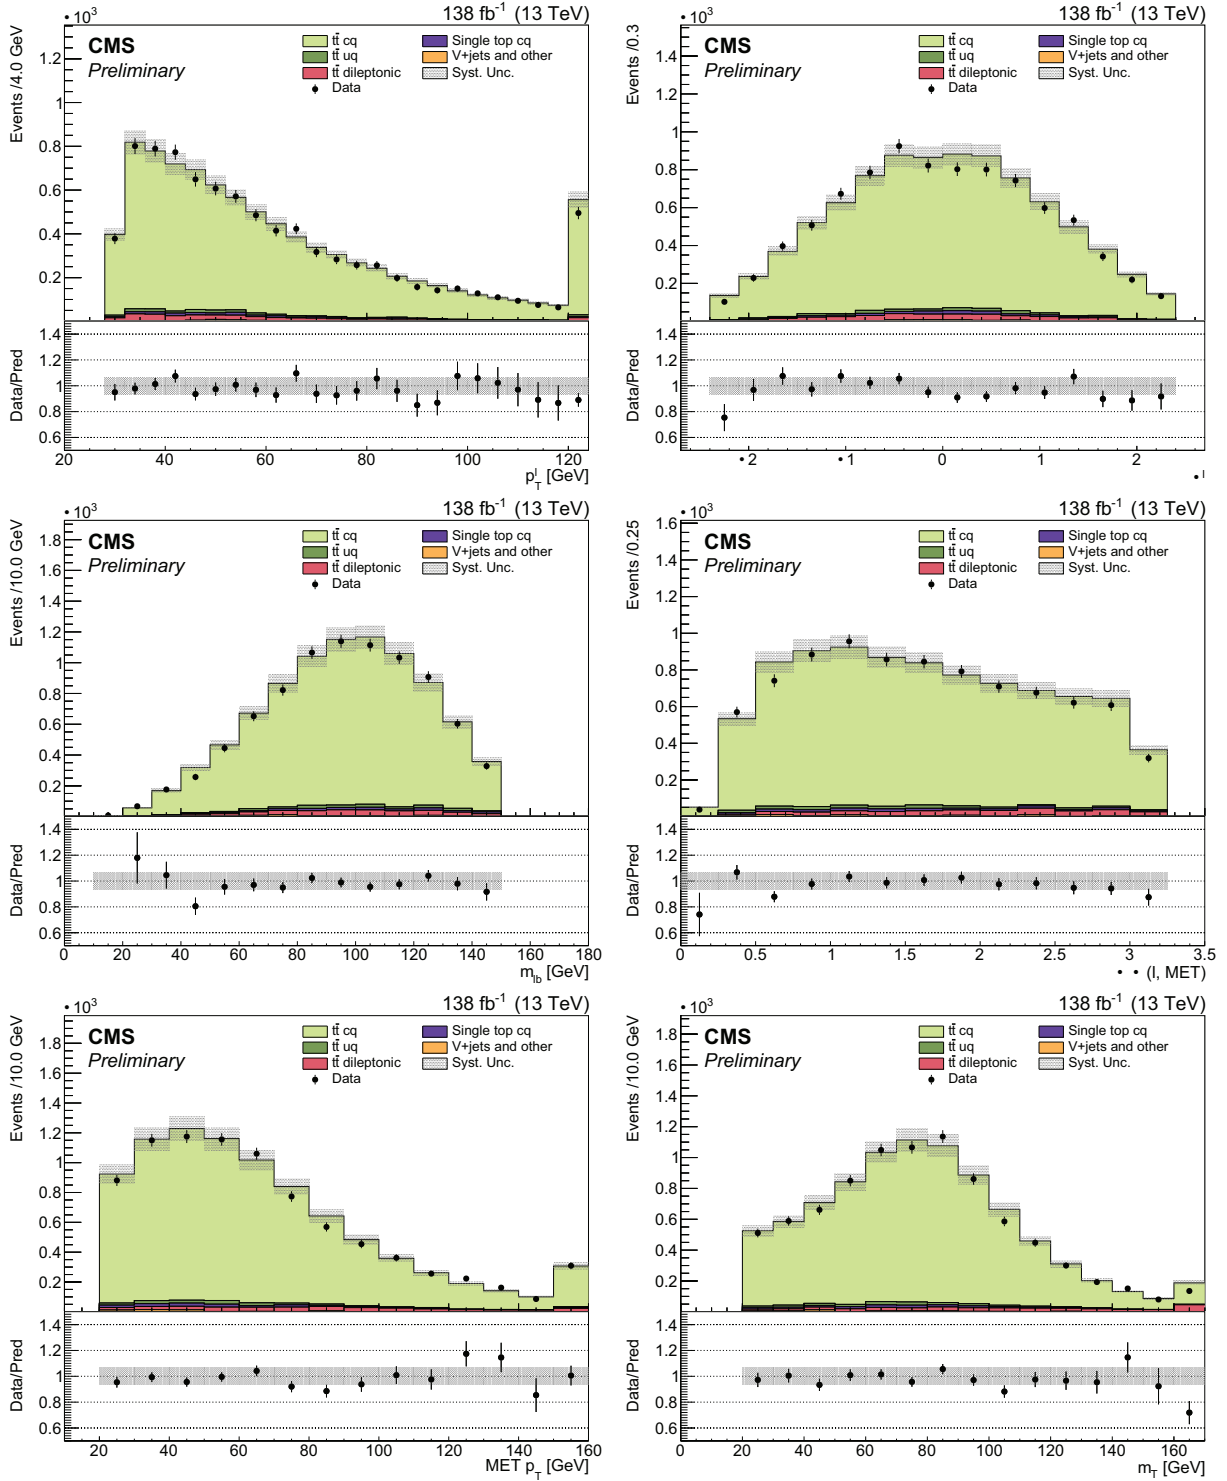 • 10³ 138 fb⁻¹ (13 TeV)
Events /4.0 GeV
CMS
Preliminary
tt̄ cq Single top cq
tt̄ uq V+jets and other
tt̄ dileptonic Syst. Unc.
Data
1.2
1
0.8
0.6
0.4
0.2
Data/Pred
1.4
1.2
1
0.8
0.6
20 40 60 80 100 120
p_T^l [GeV]
• 10³ 138 fb⁻¹ (13 TeV)
Events /0.3
CMS
Preliminary
tt̄ cq Single top cq
tt̄ uq V+jets and other
tt̄ dileptonic Syst. Unc.
Data
1.6
1.4
1.2
1
0.8
0.6
0.4
0.2
Data/Pred
1.4
1.2
1
0.8
0.6
•2 •1 0 1 2
•^l
• 10³ 138 fb⁻¹ (13 TeV)
Events /10.0 GeV
CMS
Preliminary
tt̄ cq Single top cq
tt̄ uq V+jets and other
tt̄ dileptonic Syst. Unc.
Data
1.8
1.6
1.4
1.2
1
0.8
0.6
0.4
0.2
Data/Pred
1.4
1.2
1
0.8
0.6
0 20 40 60 80 100 120 140 160 180
m_lb [GeV]
• 10³ 138 fb⁻¹ (13 TeV)
Events /0.25
CMS
Preliminary
tt̄ cq Single top cq
tt̄ uq V+jets and other
tt̄ dileptonic Syst. Unc.
Data
1.6
1.4
1.2
1
0.8
0.6
0.4
0.2
Data/Pred
1.4
1.2
1
0.8
0.6
0 0.5 1 1.5 2 2.5 3 3.5
• • (l, MET)
• 10³ 138 fb⁻¹ (13 TeV)
Events /10.0 GeV
CMS
Preliminary
tt̄ cq Single top cq
tt̄ uq V+jets and other
tt̄ dileptonic Syst. Unc.
Data
1.8
1.6
1.4
1.2
1
0.8
0.6
0.4
0.2
Data/Pred
1.4
1.2
1
0.8
0.6
20 40 60 80 100 120 140 160
MET p_T [GeV]
• 10³ 138 fb⁻¹ (13 TeV)
Events /10.0 GeV
CMS
Preliminary
tt̄ cq Single top cq
tt̄ uq V+jets and other
tt̄ dileptonic Syst. Unc.
Data
1.8
1.6
1.4
1.2
1
0.8
0.6
0.4
0.2
Data/Pred
1.4
1.2
1
0.8
0.6
0 20 40 60 80 100 120 140 160
m_T [GeV]